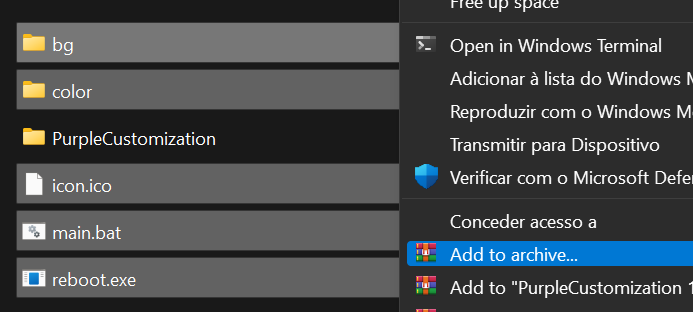 bg
color
PurpleCustomization
icon.ico
main.bat
reboot.exe
Free up space
Open in Windows Terminal
Adicionar à lista do Windows M
Reproduzir com o Windows M
Transmitir para Dispositivo
Verificar com o Microsoft Defe
Conceder acesso a
Add to archive...
Add to "PurpleCustomization 1